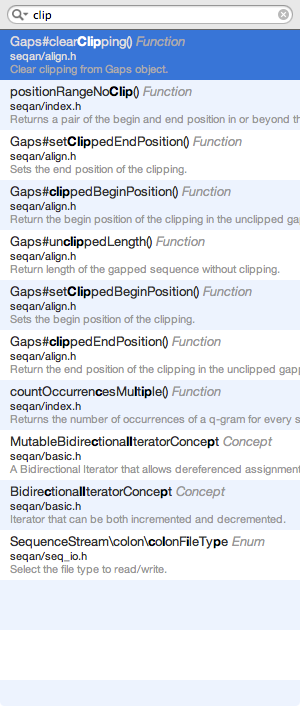 clip
Gaps#clearClipping() Function
seqan/align.h
Clear clipping from Gaps object.
positionRangeNoClip() Function
seqan/index.h
Returns a pair of the begin and end position in or beyond th
Gaps#setClippedEndPosition() Function
seqan/align.h
Sets the end position of the clipping.
Gaps#clippedBeginPosition() Function
seqan/align.h
Return the begin position of the clipping in the unclipped gap
Gaps#unclippedLength() Function
seqan/align.h
Return length of the gapped sequence without clipping.
Gaps#setClippedBeginPosition() Function
seqan/align.h
Sets the begin position of the clipping.
Gaps#clippedEndPosition() Function
seqan/align.h
Return the end position of the clipping in the unclipped gapp
countOccurrencesMultiple() Function
seqan/index.h
Returns the number of occurrences of a q-gram for every s
MutableBidirectionalIteratorConcept Concept
seqan/basic.h
A Bidirectional Iterator that allows dereferenced assignment
BidirectionalIteratorConcept Concept
seqan/basic.h
Iterator that can be both incremented and decremented.
SequenceStream\colon\colonFileType Enum
seqan/seq_io.h
Select the file type to read/write.